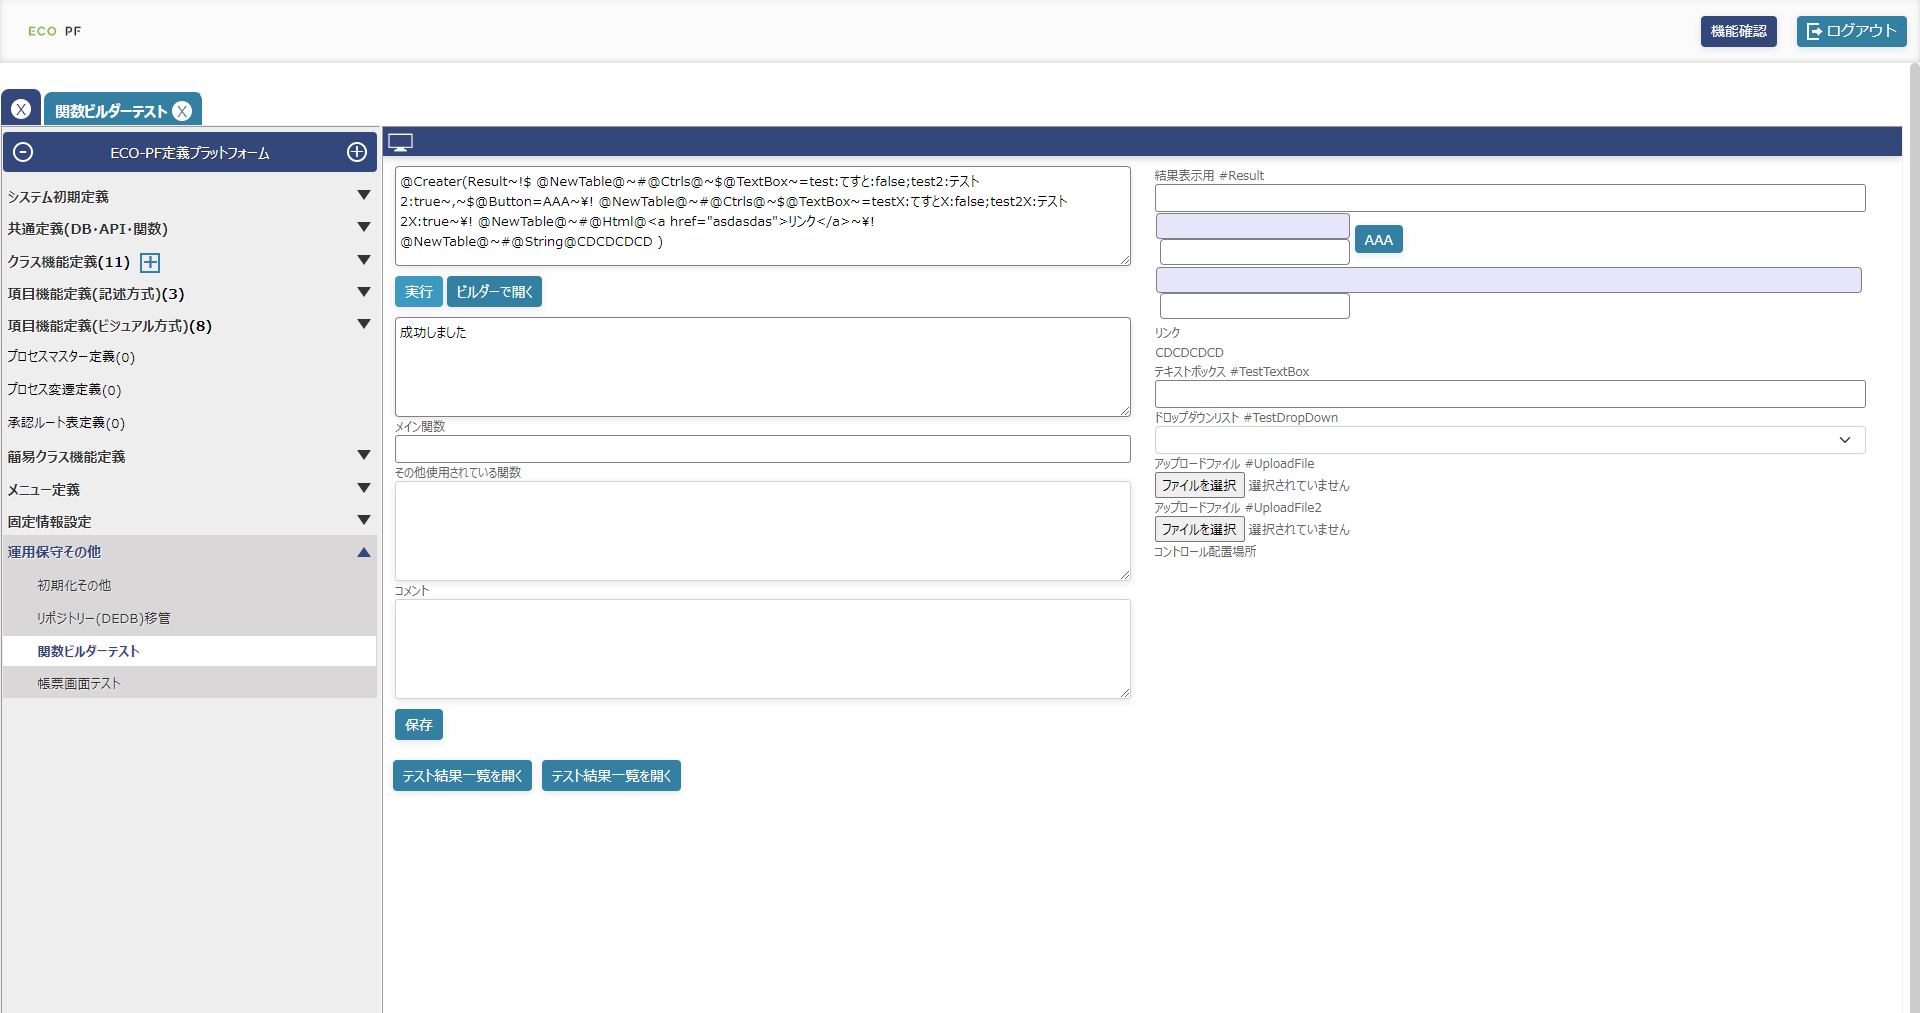 ECO PF
機能確認
ログアウト
X
関数ビルダーテスト X
ECO-PF定義プラットフォーム
システム初期定義
共通定義(DB・API・関数)
クラス機能定義(11)
項目機能定義(記述方式)(3)
項目機能定義(ビジュアル方式)(8)
プロセスマスター定義(0)
プロセス変遷定義(0)
承認ルート表定義(0)
簡易クラス機能定義
メニュー定義
固定情報設定
運用保守その他
初期化その他
リポジトリー(DEDB)移管
関数ビルダーテスト
帳票画面テスト
@Creater(Result~!$ @NewTable@~#@Ctrls@~$@TextBox~=test:てすと:false;test2:テスト
2:true~,~$@Button=AAA~¥! @NewTable@~#@Ctrls@~$@TextBox~=testX:てすとX:false;test2X:テスト
2X:true~¥! @NewTable@~#@Html@<a href="asdasdas">リンク</a>~¥!
@NewTable@~#@String@CDCDCDCD )
実行
ビルダーで開く
成功しました
メイン関数
その他使用されている関数
コメント
保存
テスト結果一覧を開く
テスト結果一覧を開く
結果表示用 #Result
AAA
リンク
CDCDCDCD
テキストボックス #TestTextBox
ドロップダウンリスト #TestDropDown
アップロードファイル #UploadFile
ファイルを選択 選択されていません
アップロードファイル #UploadFile2
ファイルを選択 選択されていません
コントロール配置場所